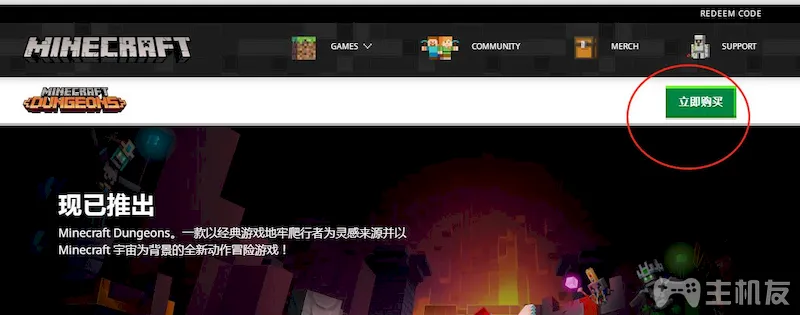 REDEEM CODE
MINECRAFT
GAMES
COMMUNITY
MERCH
SUPPORT
MINECRAFT
DUNGEONS
立即购买
现已推出
Minecraft Dungeons。一款以经典游戏地牢爬行者为灵感来源并以
Minecraft 宇宙为背景的全新动作冒险游戏！
主机友